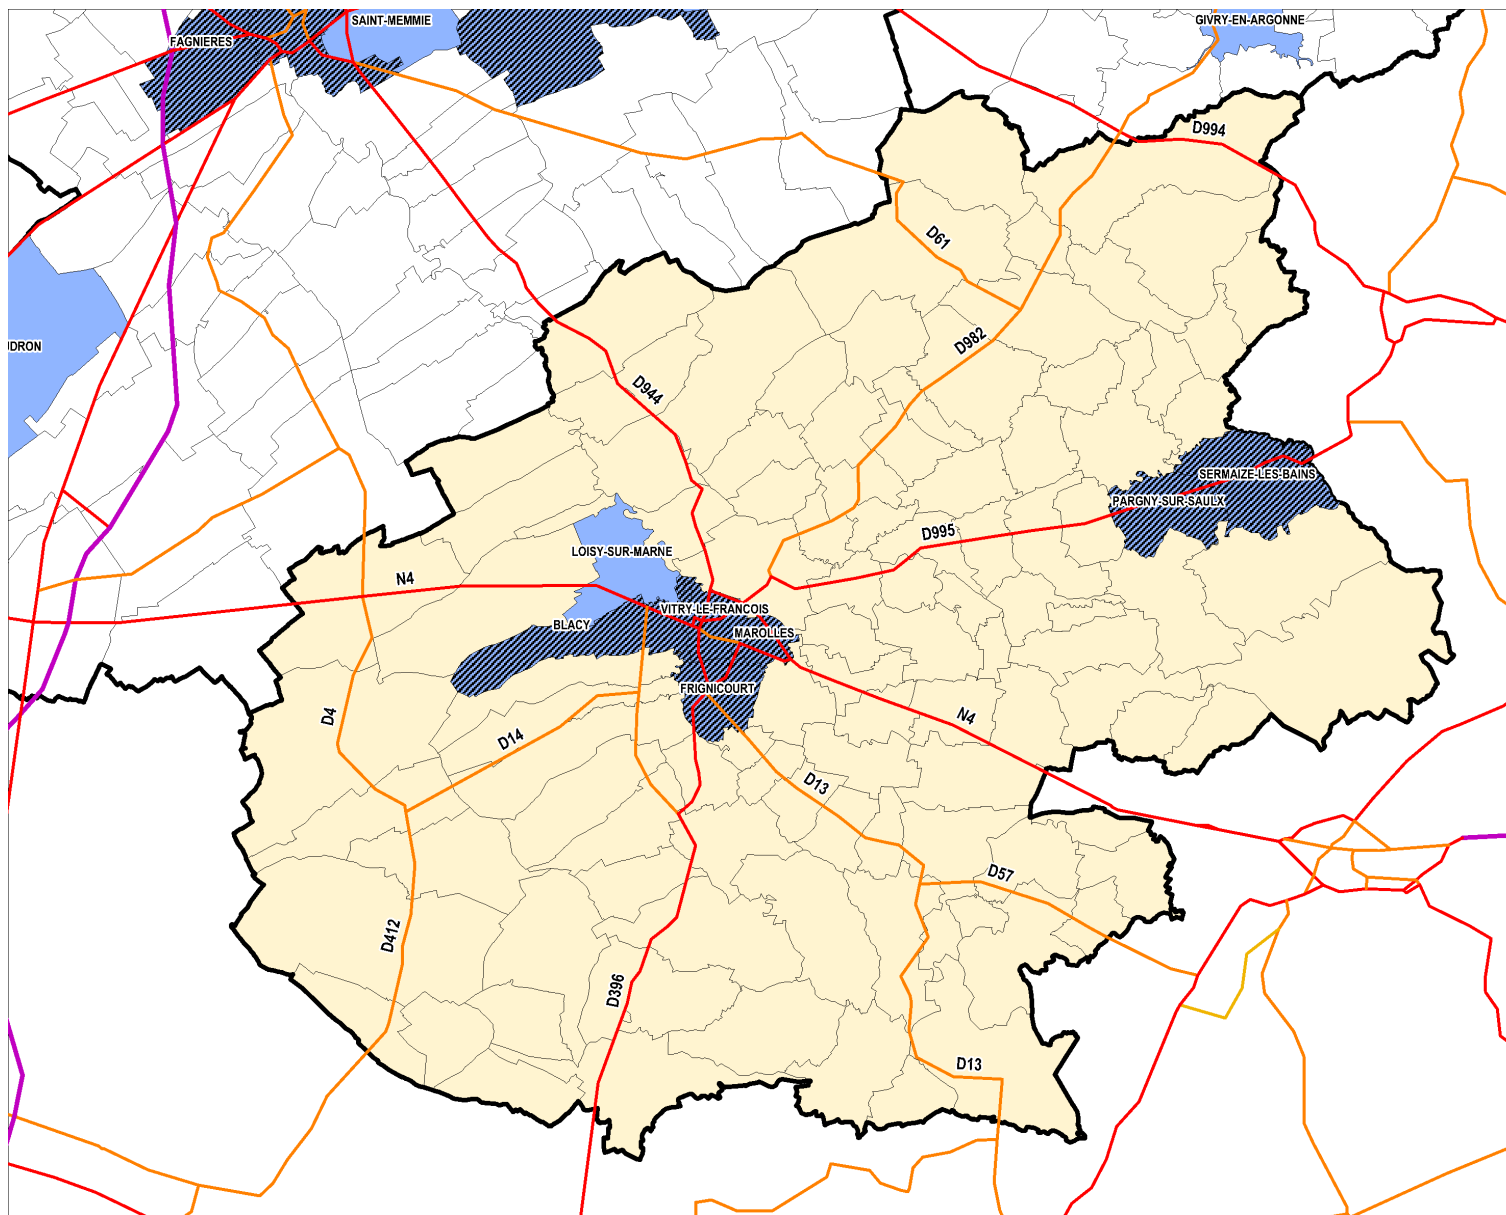 SAINT-MEMMIE
GIVRY-EN-ARGONNE
FAGNIERES
D994
D61
D982
UDRON
D944
SERMAIZE-LES-BAINS
PARGNY-SUR-SAULX
D995
LOISY-SUR-MARNE
N4
VITRY-LE-FRANCOIS
BLACY
MAROLLES
FRIGNICOURT
D4
N4
D14
D13
D57
D412
D396
D13